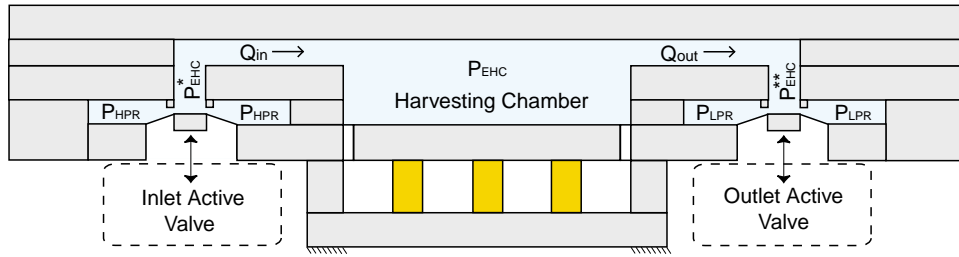 Qin
Qout
P*EHC
PEHC
P**EHC
Harvesting Chamber
PHPR
PHPR
PLPR
PLPR
Inlet Active
Valve
Outlet Active
Valve